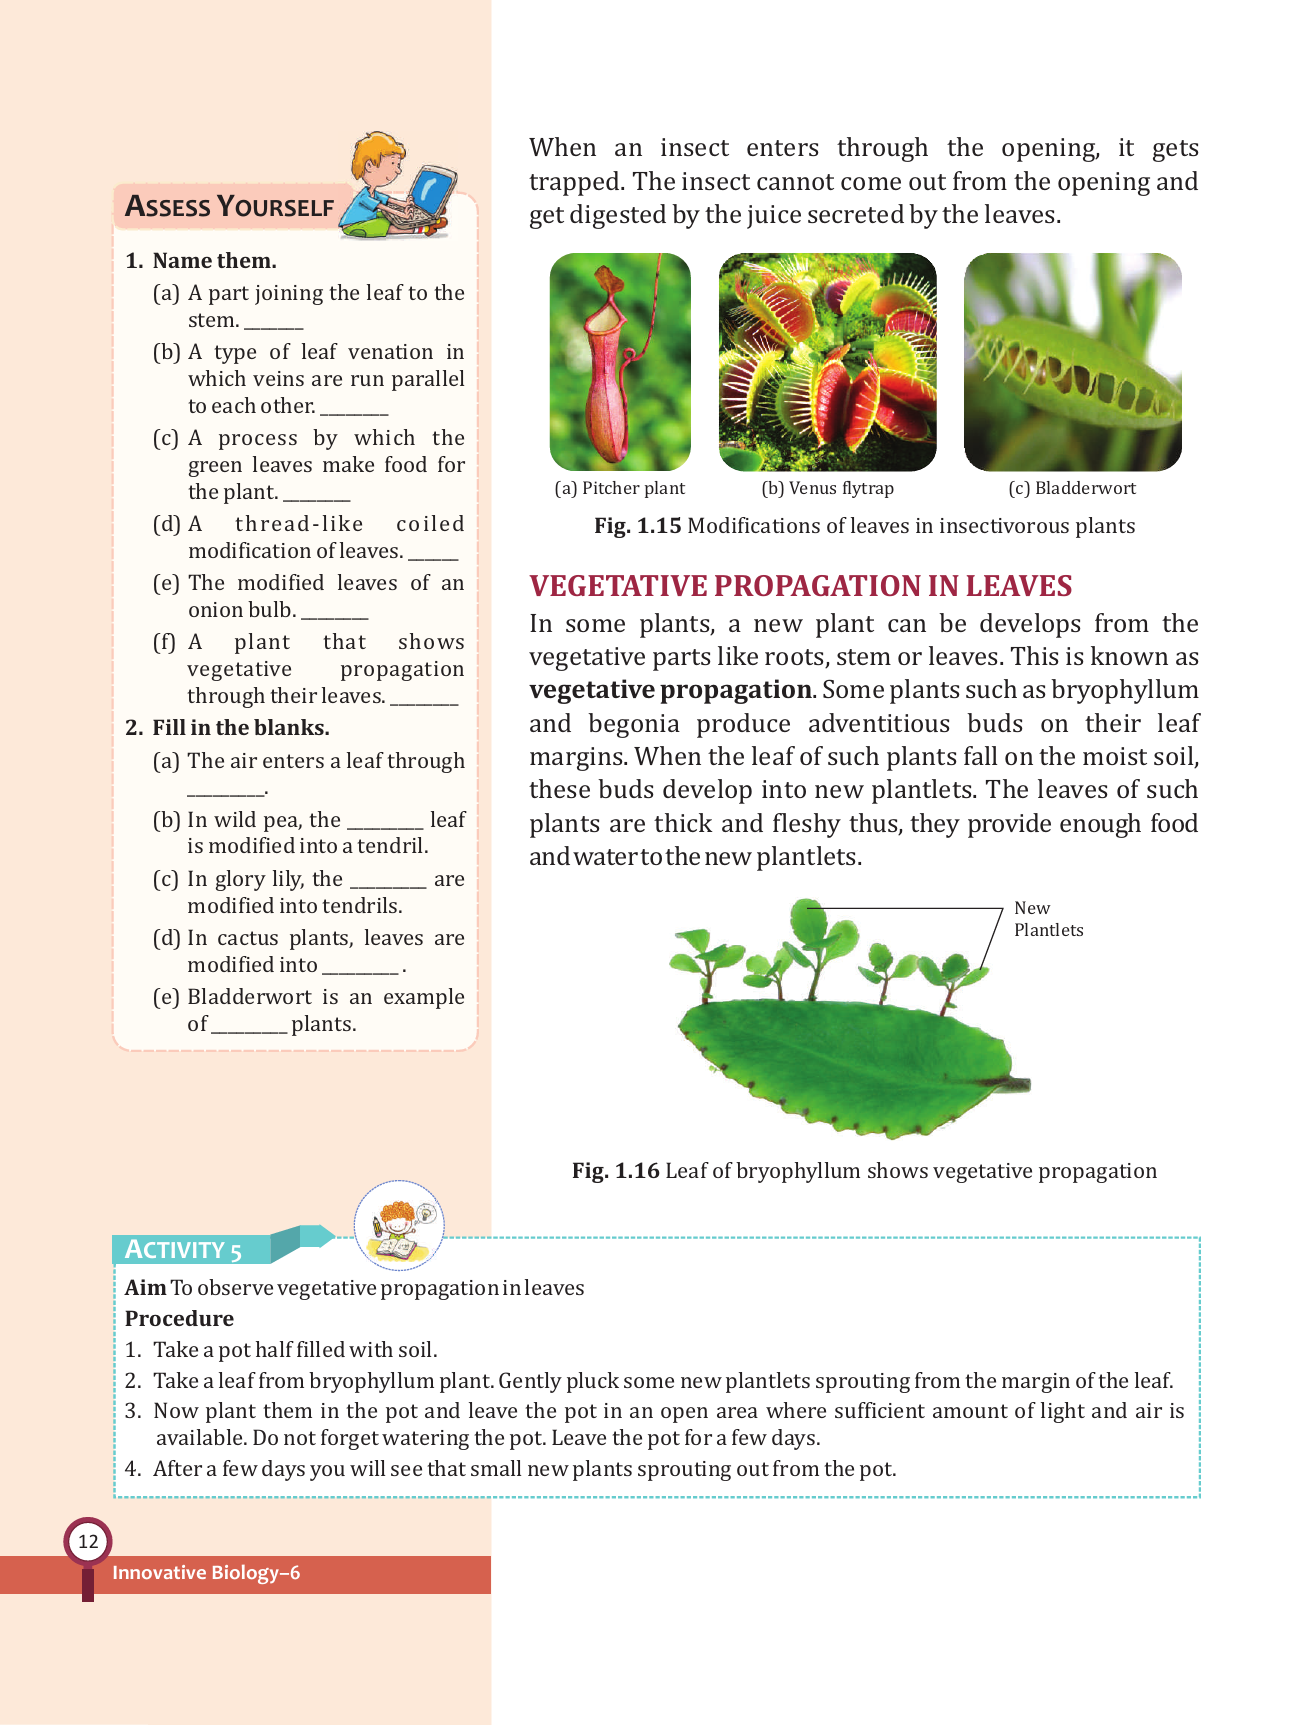 ASSESS YOURSELF
1. Name them.
(a) A part joining the leaf to the
stem. _______
(b) A type of leaf venation in
which veins are run parallel
to each other. ________
(c) A process by which the
green leaves make food for
the plant. ________
(d) A thread-like coiled
modification of leaves. ______
(e) The modified leaves of an
onion bulb. ________
(f) A plant that shows
vegetative propagation
through their leaves. ________
2. Fill in the blanks.
(a) The air enters a leaf through
_________.
(b) In wild pea, the _________ leaf
is modified into a tendril.
(c) In glory lily, the _________ are
modified into tendrils.
(d) In cactus plants, leaves are
modified into _________ .
(e) Bladderwort is an example
of _________ plants.
When an insect enters through the opening, it gets
trapped. The insect cannot come out from the opening and
get digested by the juice secreted by the leaves.
(a) Pitcher plant
(b) Venus flytrap
(c) Bladderwort
Fig. 1.15 Modifications of leaves in insectivorous plants
VEGETATIVE PROPAGATION IN LEAVES
In some plants, a new plant can be develops from the
vegetative parts like roots, stem or leaves. This is known as
vegetative propagation. Some plants such as bryophyllum
and begonia produce adventitious buds on their leaf
margins. When the leaf of such plants fall on the moist soil,
these buds develop into new plantlets. The leaves of such
plants are thick and fleshy thus, they provide enough food
and water to the new plantlets.
New
Plantlets
Fig. 1.16 Leaf of bryophyllum shows vegetative propagation
ACTIVITY 5
Aim To observe vegetative propagation in leaves
Procedure
1. Take a pot half filled with soil.
2. Take a leaf from bryophyllum plant. Gently pluck some new plantlets sprouting from the margin of the leaf.
3. Now plant them in the pot and leave the pot in an open area where sufficient amount of light and air is
available. Do not forget watering the pot. Leave the pot for a few days.
4. After a few days you will see that small new plants sprouting out from the pot.
12
Innovative Biology–6